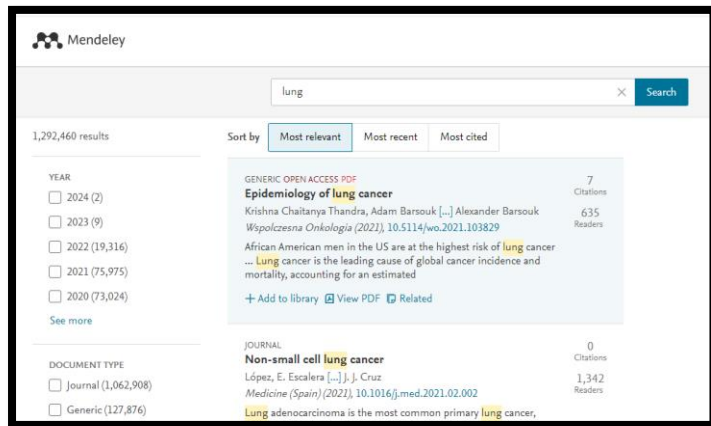 Mendeley
lung
Search
1,292,460 results
Sort by
Most relevant
Most recent
Most cited
YEAR
2024 (2)
2023 (9)
2022 (19,316)
2021 (75,975)
2020 (73,024)
See more
DOCUMENT TYPE
Journal (1,062,908)
Generic (127,876)
GENERIC OPEN ACCESS PDF
Epidemiology of lung cancer
Krishna Chaitanya Thandra, Adam Barsouk [...] Alexander Barsouk
Wspolczesna Onkologia (2021), 10.5114/wo.2021.103829
African American men in the US are at the highest risk of lung cancer
... Lung cancer is the leading cause of global cancer incidence and
mortality, accounting for an estimated
+ Add to library View PDF Related
7
Citations
635
Readers
JOURNAL
Non-small cell lung cancer
López, E. Escalera [...] J. J. Cruz
Medicine (Spain) (2021), 10.1016/j.med.2021.02.002
Lung adenocarcinoma is the most common primary lung cancer,
0
Citations
1,342
Readers